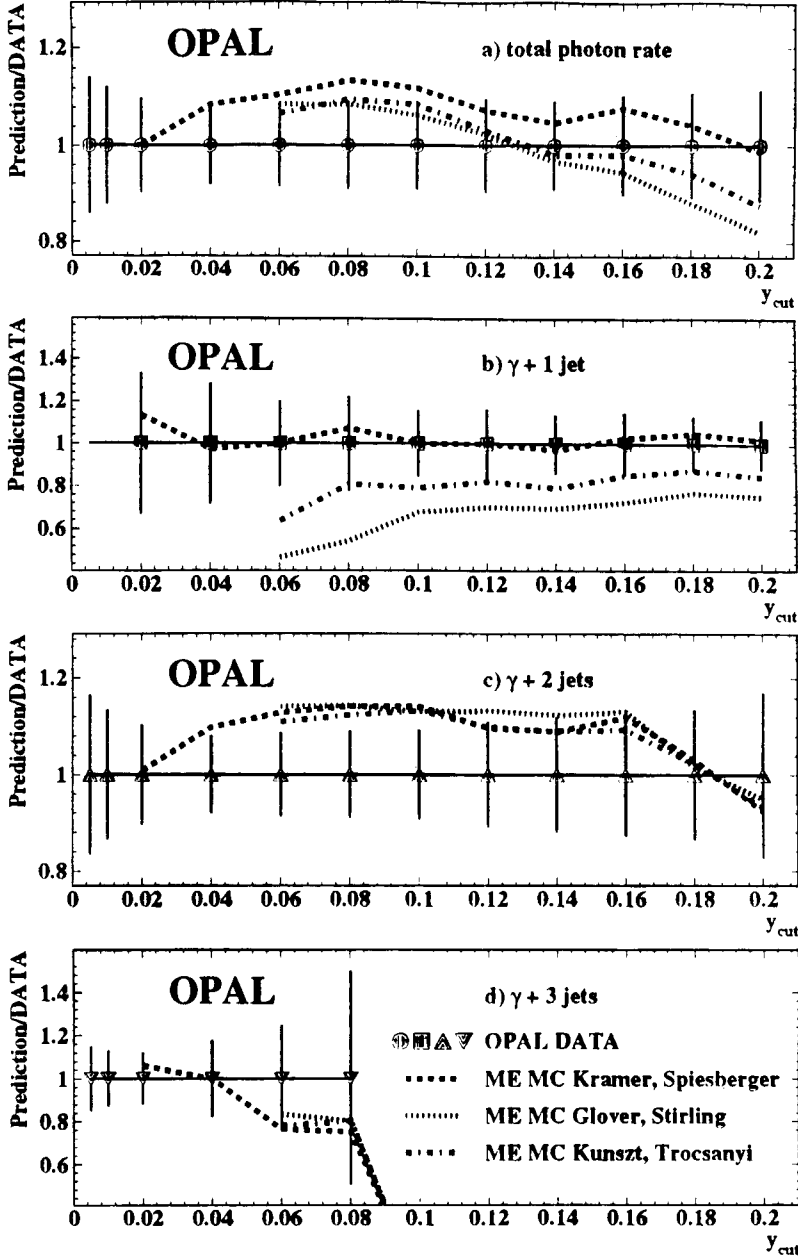 OPAL
a) total photon rate
Prediction/DATA
1.2
1
0.8
0 0.02 0.04 0.06 0.08 0.1 0.12 0.14 0.16 0.18 0.2
y cut
OPAL
b) γ + 1 jet
Prediction/DATA
1.4
1.2
1
0.8
0.6
0 0.02 0.04 0.06 0.08 0.1 0.12 0.14 0.16 0.18 0.2
y cut
OPAL
c) γ + 2 jets
Prediction/DATA
1.2
1
0.8
0 0.02 0.04 0.06 0.08 0.1 0.12 0.14 0.16 0.18 0.2
y cut
OPAL
d) γ + 3 jets
Prediction/DATA
1.4
1.2
1
0.8
0.6
OPAL DATA
ME MC Kramer, Spiesberger
ME MC Glover, Stirling
ME MC Kunszt, Trocsanyi
0 0.02 0.04 0.06 0.08 0.1 0.12 0.14 0.16 0.18 0.2
y cut